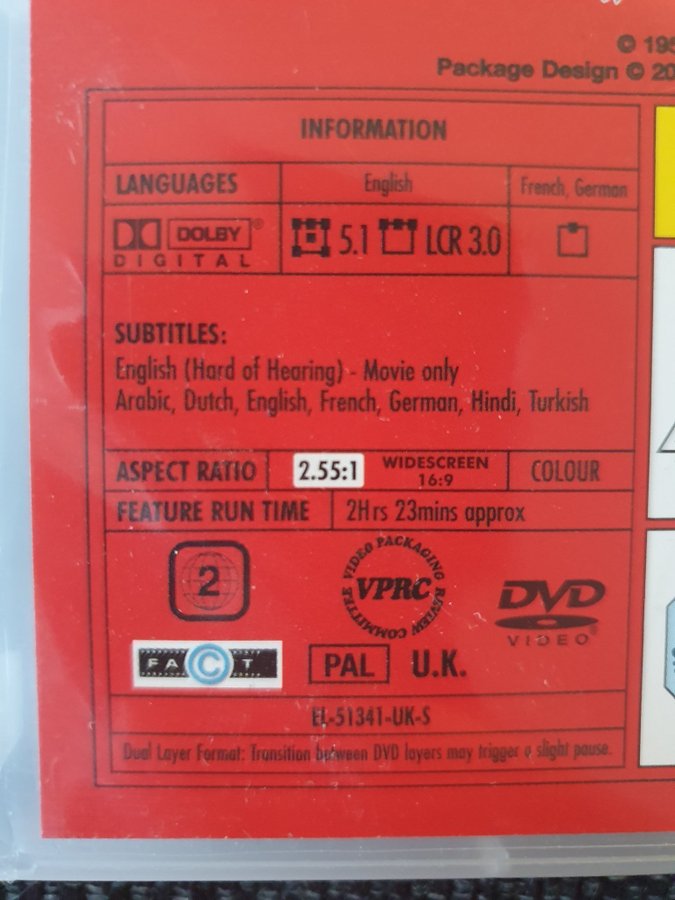 © 195
Package Design © 20
INFORMATION
LANGUAGES English French, German
DOLBY® DIGITAL 5.1 LCR 3.0
SUBTITLES:
English (Hard of Hearing) - Movie only
Arabic, Dutch, English, French, German, Hindi, Turkish
ASPECT RATIO 2.55:1 WIDESCREEN 16:9 COLOUR
FEATURE RUN TIME 2Hrs 23mins approx
2 VIDEO PACKAGING REVIEW COMMITTEE VPRC DVD VIDEO®
FACT PAL U.K.
EL-51341-UK-S
Dual Layer Format: Transition between DVD layers may trigger a slight pause.